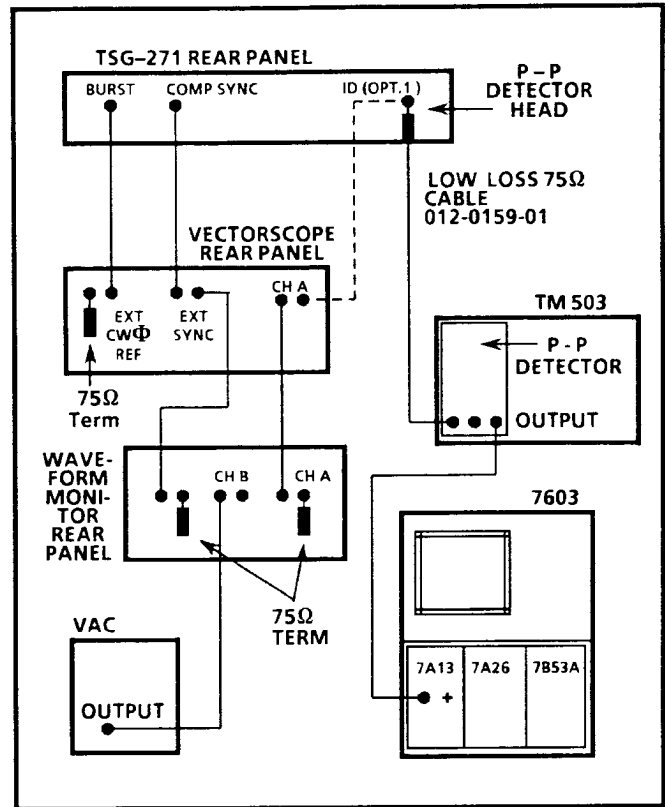 TSG–271 REAR PANEL
BURST
COMP SYNC
ID (OPT.1 )
P – P
DETECTOR
HEAD
LOW LOSS 75Ω
CABLE
012-0159-01
VECTORSCOPE
REAR PANEL
EXT
CWΦ
REF
EXT
SYNC
CH A
75Ω
Term
TM 503
P - P
DETECTOR
OUTPUT
WAVE-
FORM
MONI-
TOR
REAR
PANEL
CH B
CH A
75Ω
TERM
7603
7A13
7A26
7B53A
+
VAC
OUTPUT